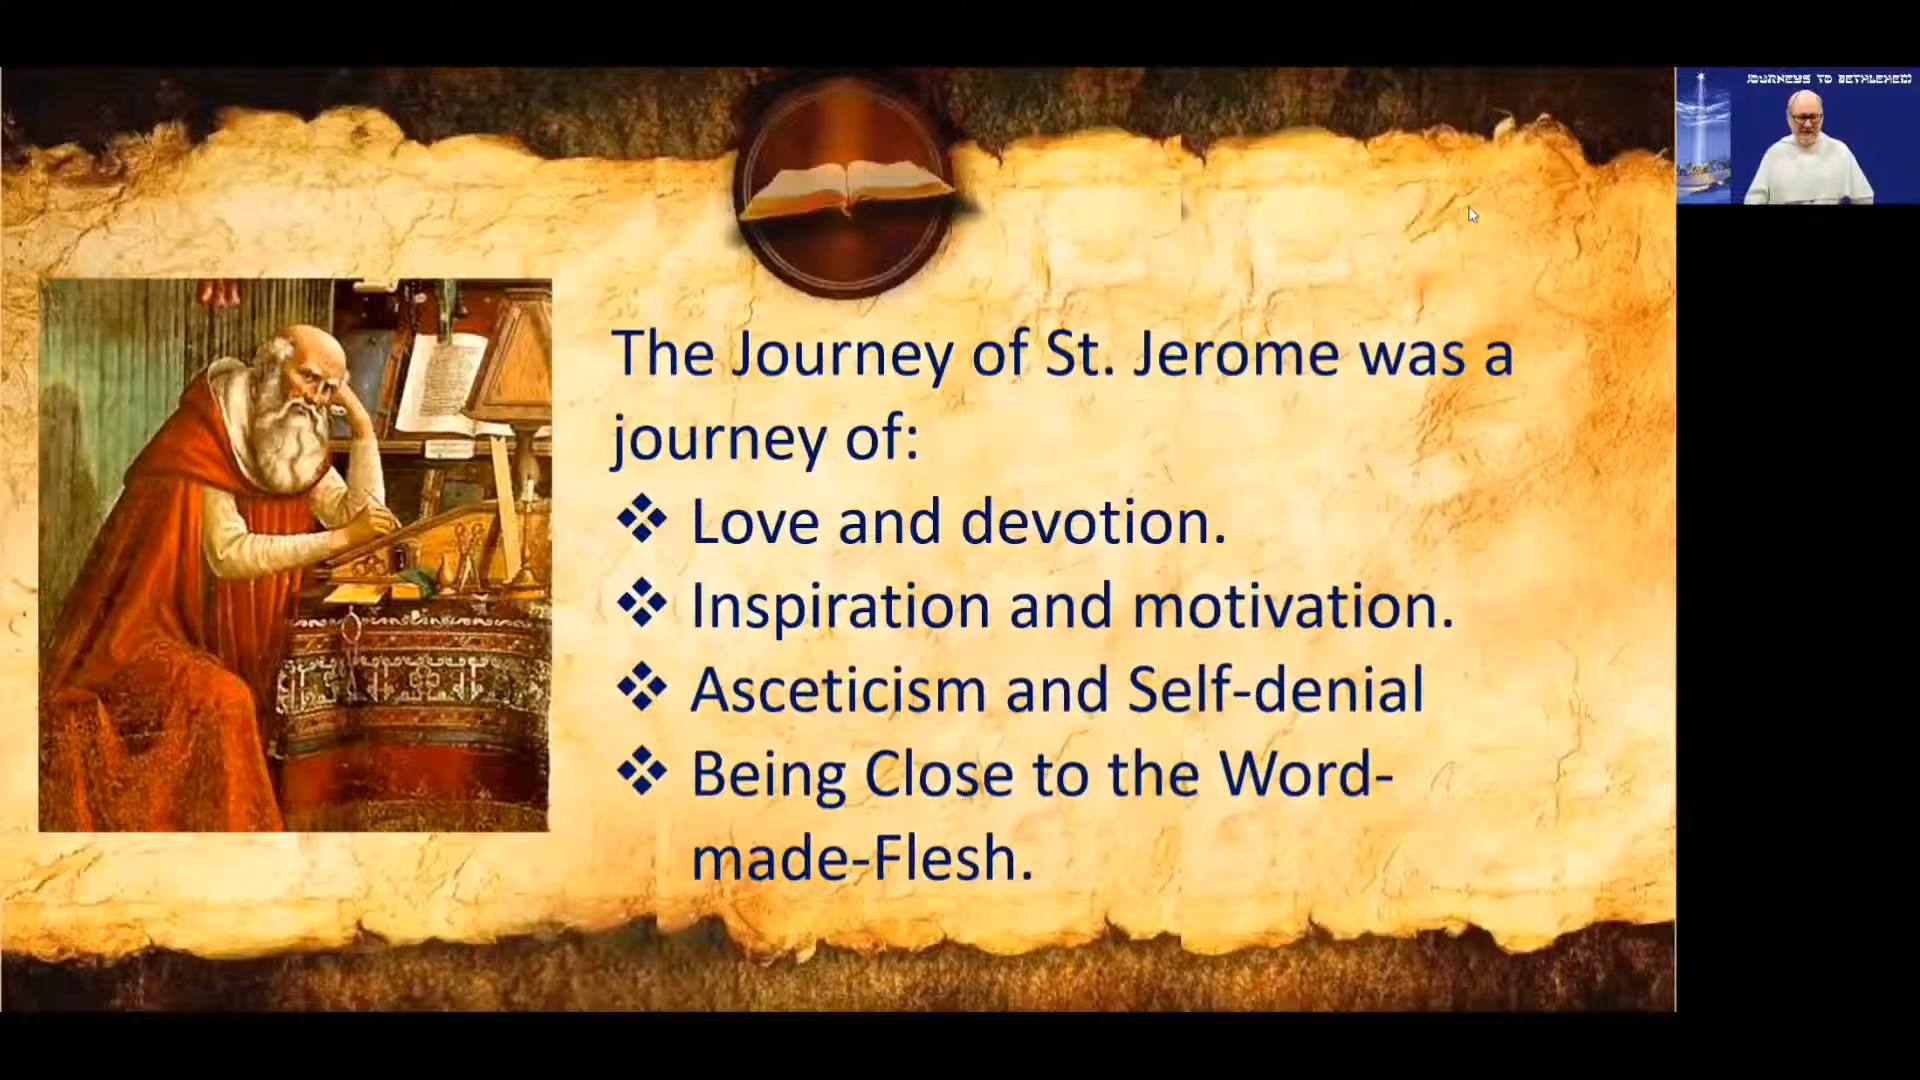 JOURNEYS TO BETHLEHEM
The Journey of St. Jerome was a
journey of:
❖ Love and devotion.
❖ Inspiration and motivation.
❖ Asceticism and Self-denial
❖ Being Close to the Word-
made-Flesh.